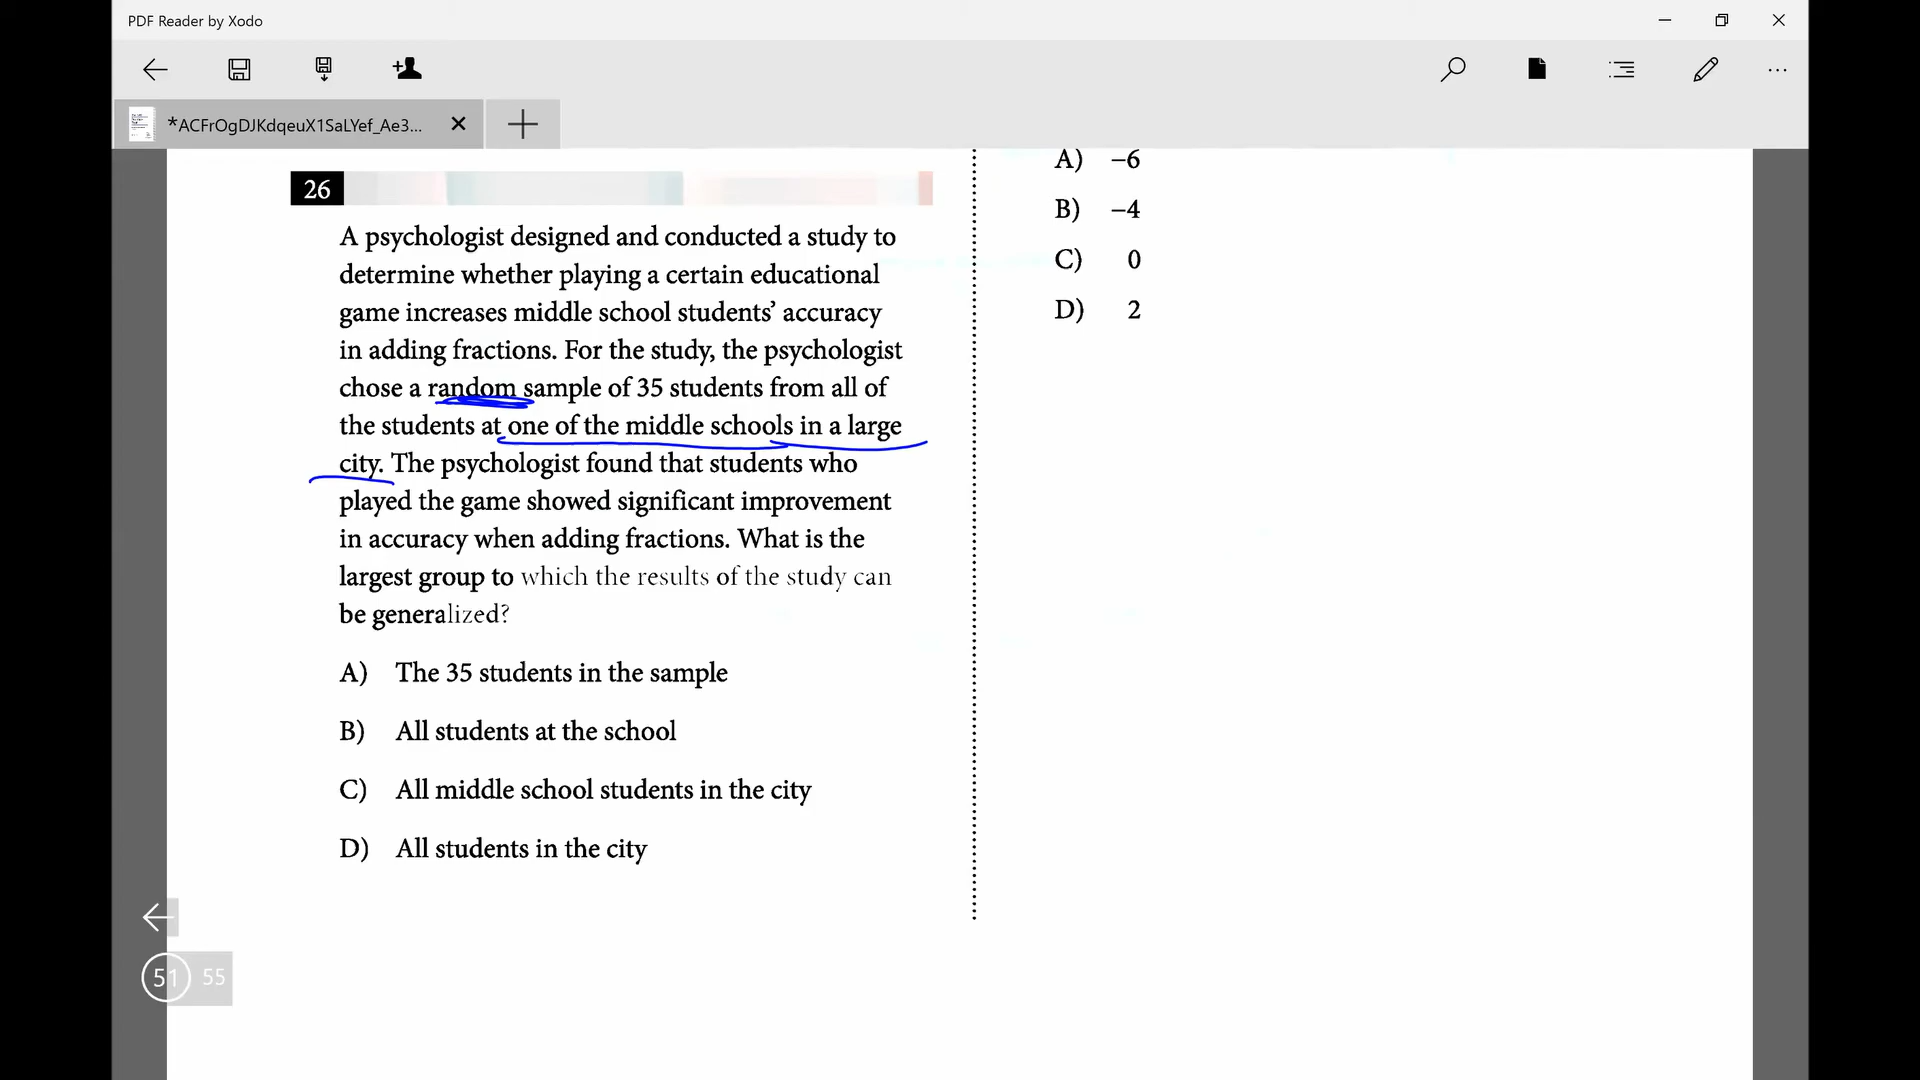 PDF Reader by Xodo
*ACFrOgDJKdqeuX1SaLYef_Ae3...
26
A psychologist designed and conducted a study to
determine whether playing a certain educational
game increases middle school students’ accuracy
in adding fractions. For the study, the psychologist
chose a random sample of 35 students from all of
the students at one of the middle schools in a large
city. The psychologist found that students who
played the game showed significant improvement
in accuracy when adding fractions. What is the
largest group to which the results of the study can
be generalized?
A) The 35 students in the sample
B) All students at the school
C) All middle school students in the city
D) All students in the city
A) −6
B) −4
C) 0
D) 2
51 55